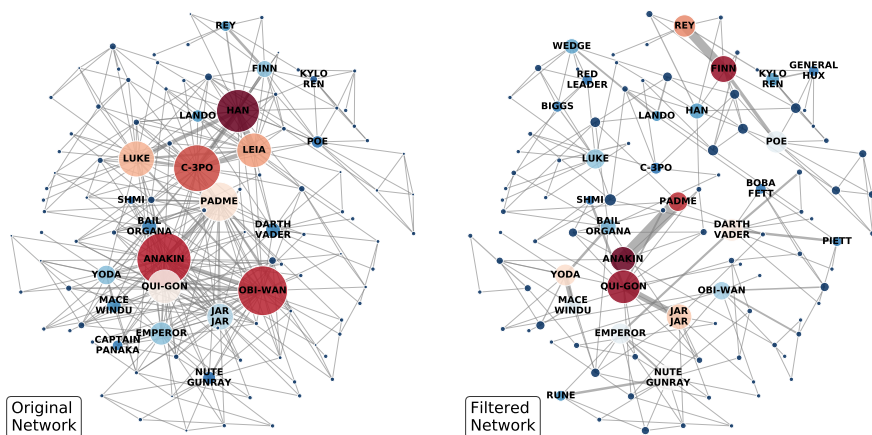 REY
FINN
KYLO
REN
HAN
LANDO
POE
LUKE
LEIA
C-3PO
SHMI
PADME
BAIL
ORGANA
DARTH
VADER
ANAKIN
YODA
QUI-GON
OBI-WAN
MACE
WINDU
JAR
JAR
CAPTAIN
PANAKA
EMPEROR
NUTE
GUNRAY
Original
Network
REY
WEDGE
FINN
RED
LEADER
KYLO
REN
GENERAL
HUX
BIGGS
LANDO
HAN
POE
LUKE
C-3PO
BOBA
FETT
SHMI
PADME
BAIL
ORGANA
DARTH
VADER
PIETT
ANAKIN
YODA
QUI-GON
OBI-WAN
MACE
WINDU
JAR
JAR
EMPEROR
NUTE
GUNRAY
RUNE
Filtered
Network